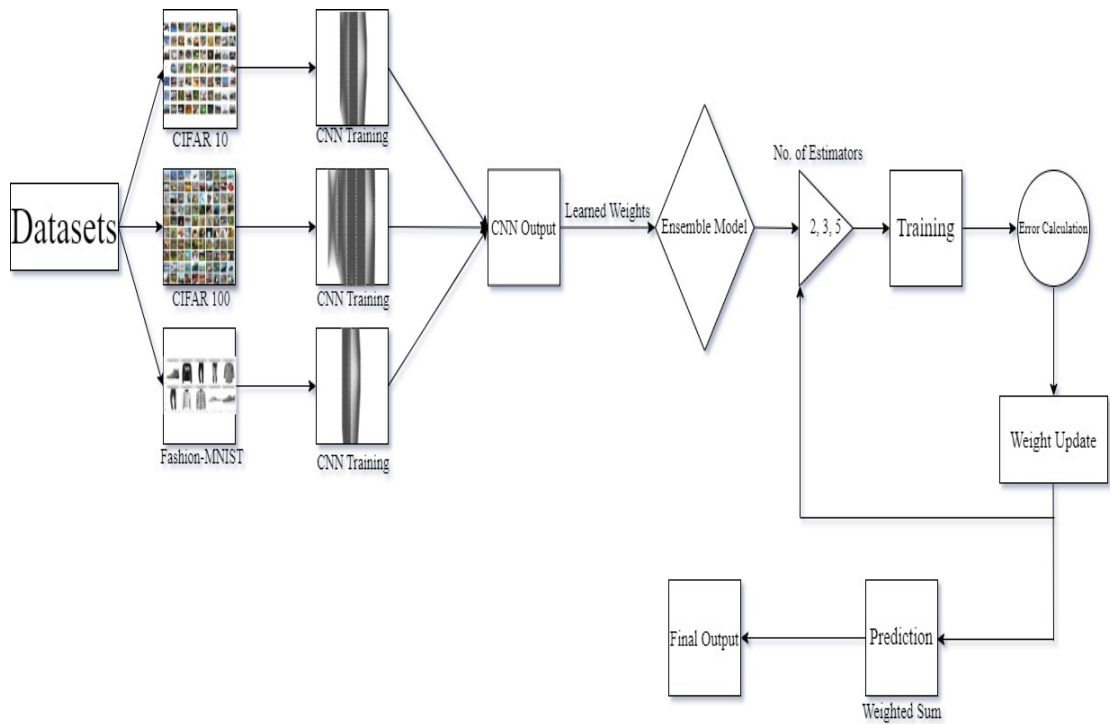 Datasets
CIFAR 10
CNN Training
CIFAR 100
CNN Training
Fashion-MNIST
CNN Training
CNN Output
Learned Weights
Ensemble Model
No. of Estimators
2, 3, 5
Training
Error Calculation
Weight Update
Prediction
Weighted Sum
Final Output